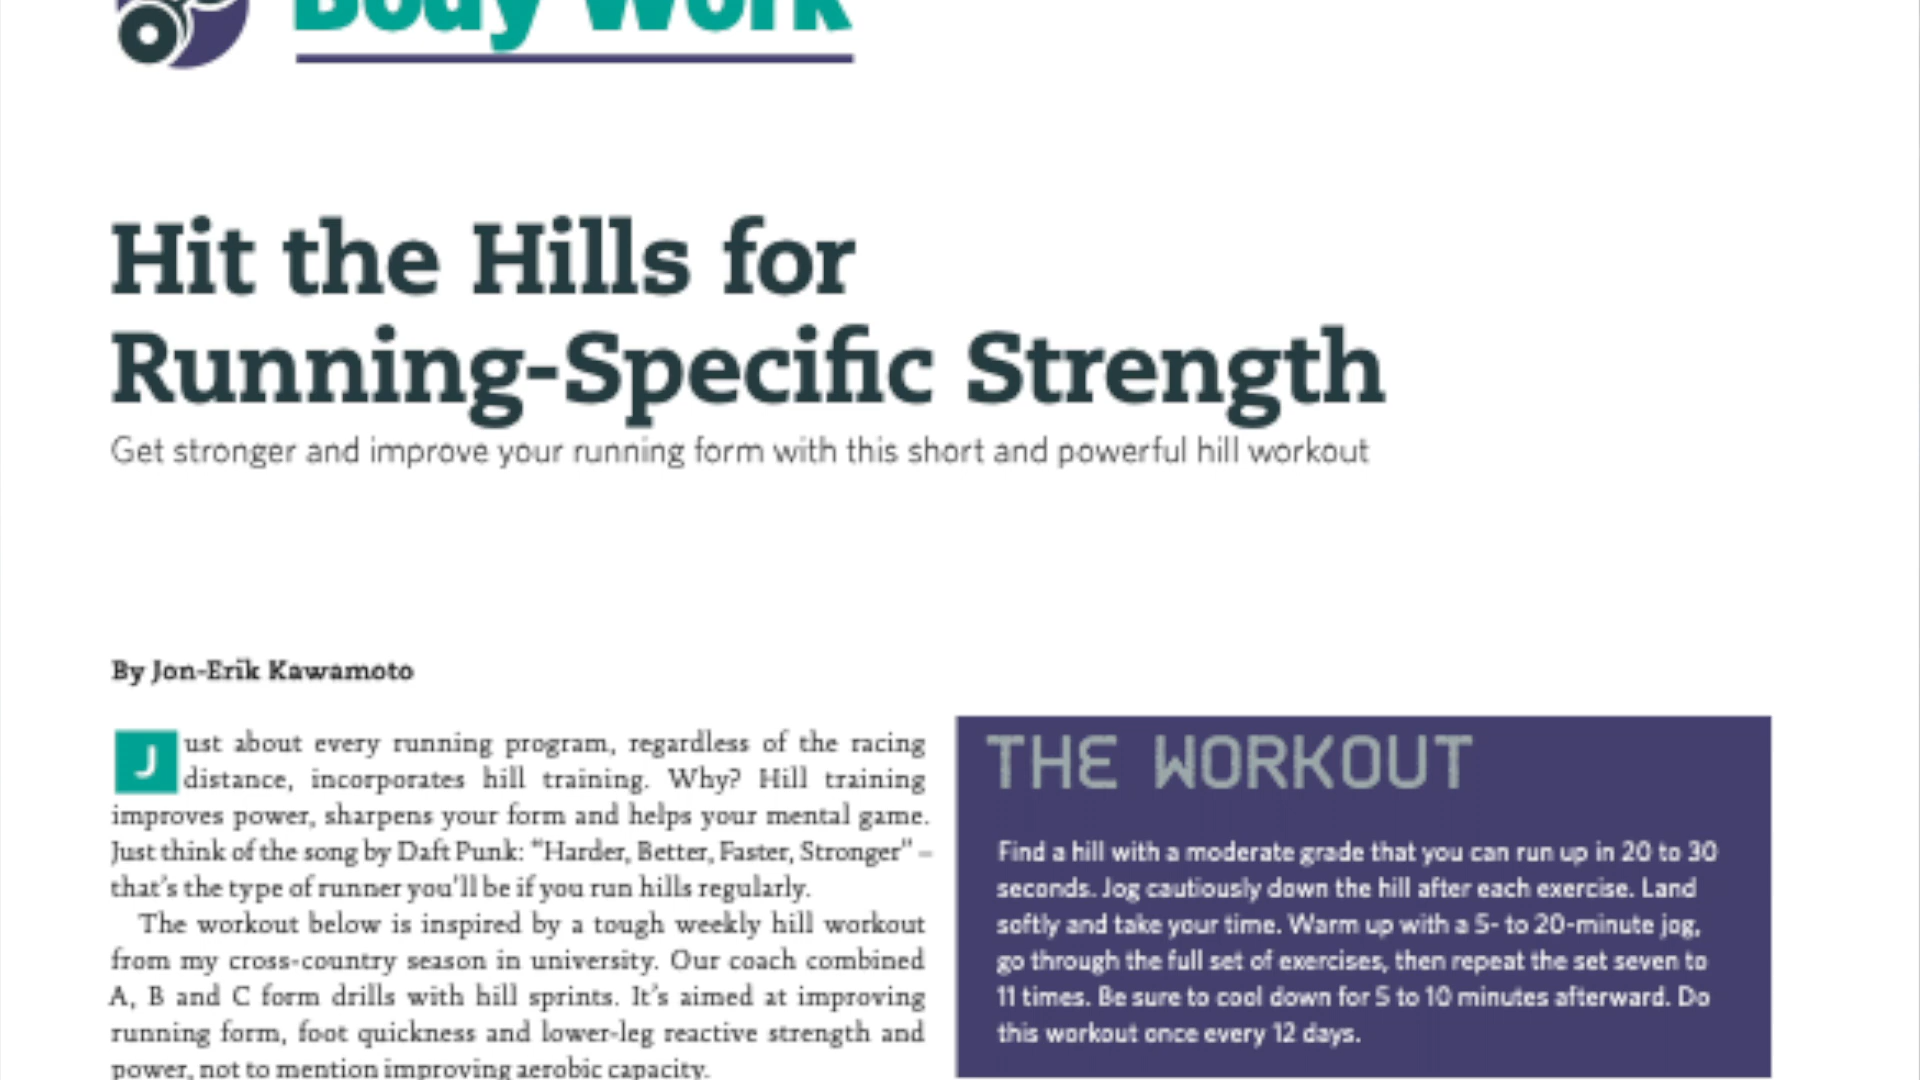 Body Work
Hit the Hills for
Running-Specific Strength
Get stronger and improve your running form with this short and powerful hill workout
By Jon-Erik Kawamoto
Just about every running program, regardless of the racing
distance, incorporates hill training. Why? Hill training
improves power, sharpens your form and helps your mental game.
Just think of the song by Daft Punk: “Harder, Better, Faster, Stronger” –
that’s the type of runner you’ll be if you run hills regularly.
The workout below is inspired by a tough weekly hill workout
from my cross-country season in university. Our coach combined
A, B and C form drills with hill sprints. It’s aimed at improving
running form, foot quickness and lower-leg reactive strength and
power, not to mention improving aerobic capacity.
THE WORKOUT
Find a hill with a moderate grade that you can run up in 20 to 30
seconds. Jog cautiously down the hill after each exercise. Land
softly and take your time. Warm up with a 5- to 20-minute jog,
go through the full set of exercises, then repeat the set seven to
11 times. Be sure to cool down for 5 to 10 minutes afterward. Do
this workout once every 12 days.